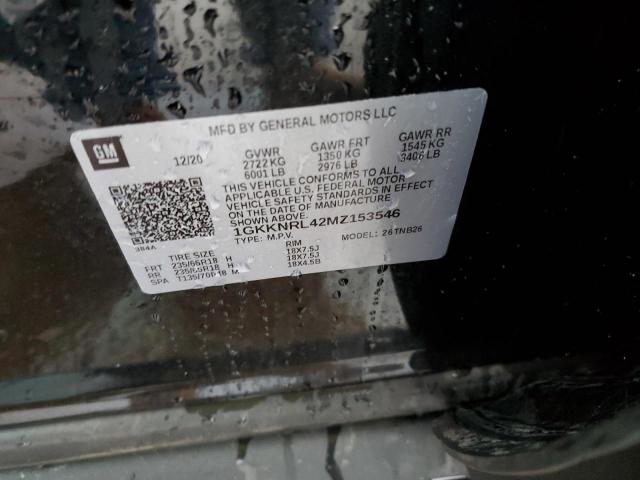 MFD BY GENERAL MOTORS LLC
GM
12/20
GVWR GAWR FRT GAWR RR
2722 KG 1350 KG 1545 KG
6001 LB 2976 LB 3406 LB
THIS VEHICLE CONFORMS TO ALL
APPLICABLE U.S. FEDERAL MOTOR
VEHICLE SAFETY STANDARDS IN EFFECT
ON THE DATE OF MANUFACTURE
SHOWN ABOVE.
1GKKNRL42MZ153546
384A
TYPE: M.P.V. MODEL: 26TNB26
TIRE SIZE RIM
FRT 235/65R18 H 18X7.5J
RR 235/65R18 H 18X7.5J
SPA T135/70R18 M 18X4.5B